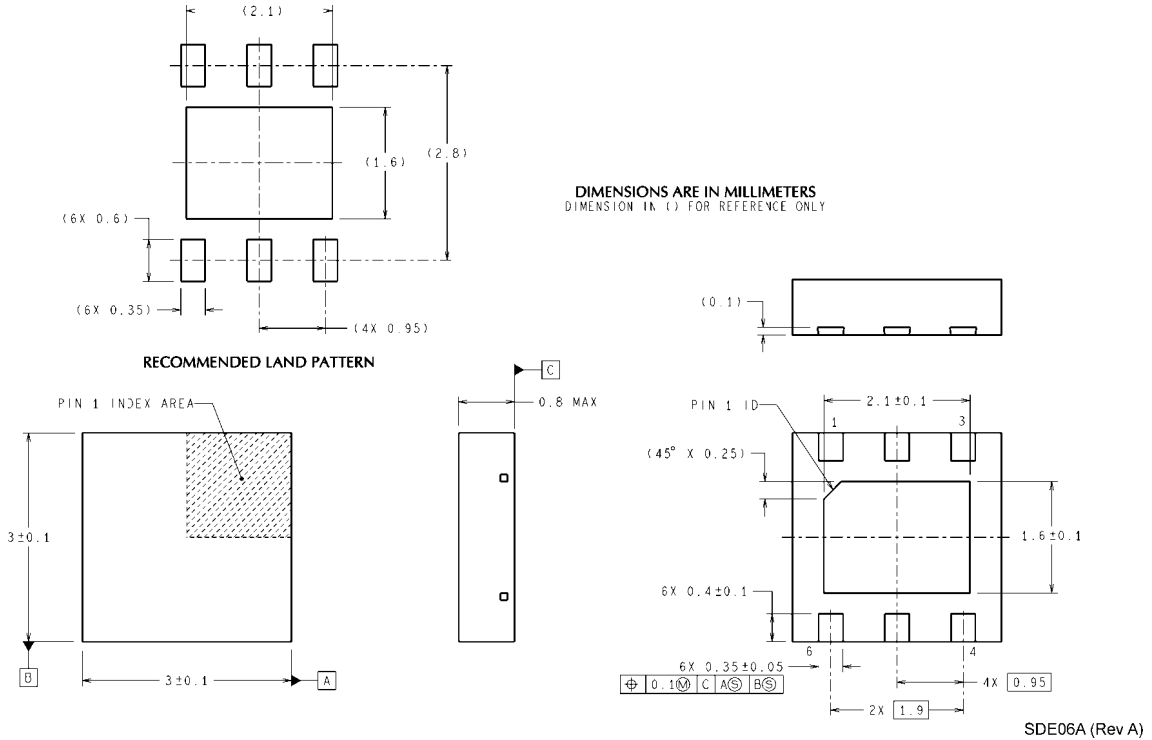 (2.1)
(1.6)
(2.8)
(6X 0.6)
(6X 0.35)
(4X 0.95)
RECOMMENDED LAND PATTERN
DIMENSIONS ARE IN MILLIMETERS
DIMENSION IN () FOR REFERENCE ONLY
(0.1)
PIN 1 INDEX AREA
3±0.1
B
3±0.1
A
C
0.8 MAX
PIN 1 ID
2.1±0.1
1
3
(45° X 0.25)
1.6±0.1
6X 0.4±0.1
6
4
6X 0.35±0.05
⌖ 0.1Ⓜ C AⓈ BⓈ
4X 0.95
2X 1.9
SDE06A (Rev A)